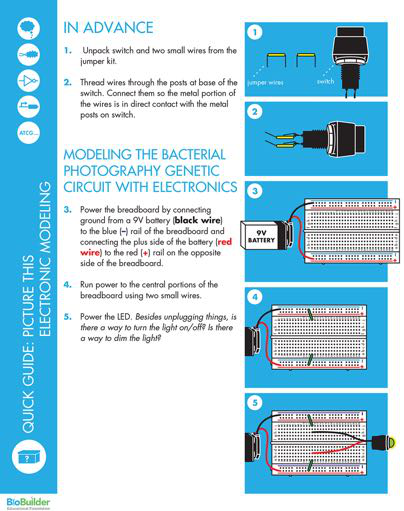 ATCG...
QUICK GUIDE: PICTURE THIS
ELECTRONIC MODELING
?
BioBuilder
Educational Foundation
IN ADVANCE
1. Unpack switch and two small wires from the
jumper kit.
2. Thread wires through the posts at base of the
switch. Connect them so the metal portion of
the wires is in direct contact with the metal
posts on switch.
MODELING THE BACTERIAL
PHOTOGRAPHY GENETIC
CIRCUIT WITH ELECTRONICS
3. Power the breadboard by connecting
ground from a 9V battery (black wire)
to the blue (–) rail of the breadboard and
connecting the plus side of the battery (red
wire) to the red (+) rail on the opposite
side of the breadboard.
4. Run power to the central portions of the
breadboard using two small wires.
5. Power the LED. Besides unplugging things, is
there a way to turn the light on/off? Is there
a way to dim the light?
1
jumper wires
switch
2
3
9V
BATTERY
4
5